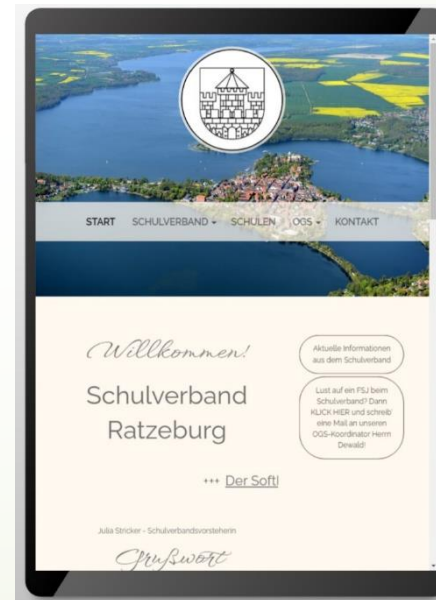 START SCHULVERBAND SCHULEN OGS KONTAKT
Willkommen!
Schulverband
Ratzeburg
Aktuelle Informationen
aus dem Schulverband
Lust auf ein FSJ beim
Schulverband? Dann
KLICK HIER und schreib'
eine Mail an unseren
OGS-Koordinator Herrn
Dewald!
+++ Der Softl
Julia Stricker - Schulverbandsvorsteherin
Grußwort